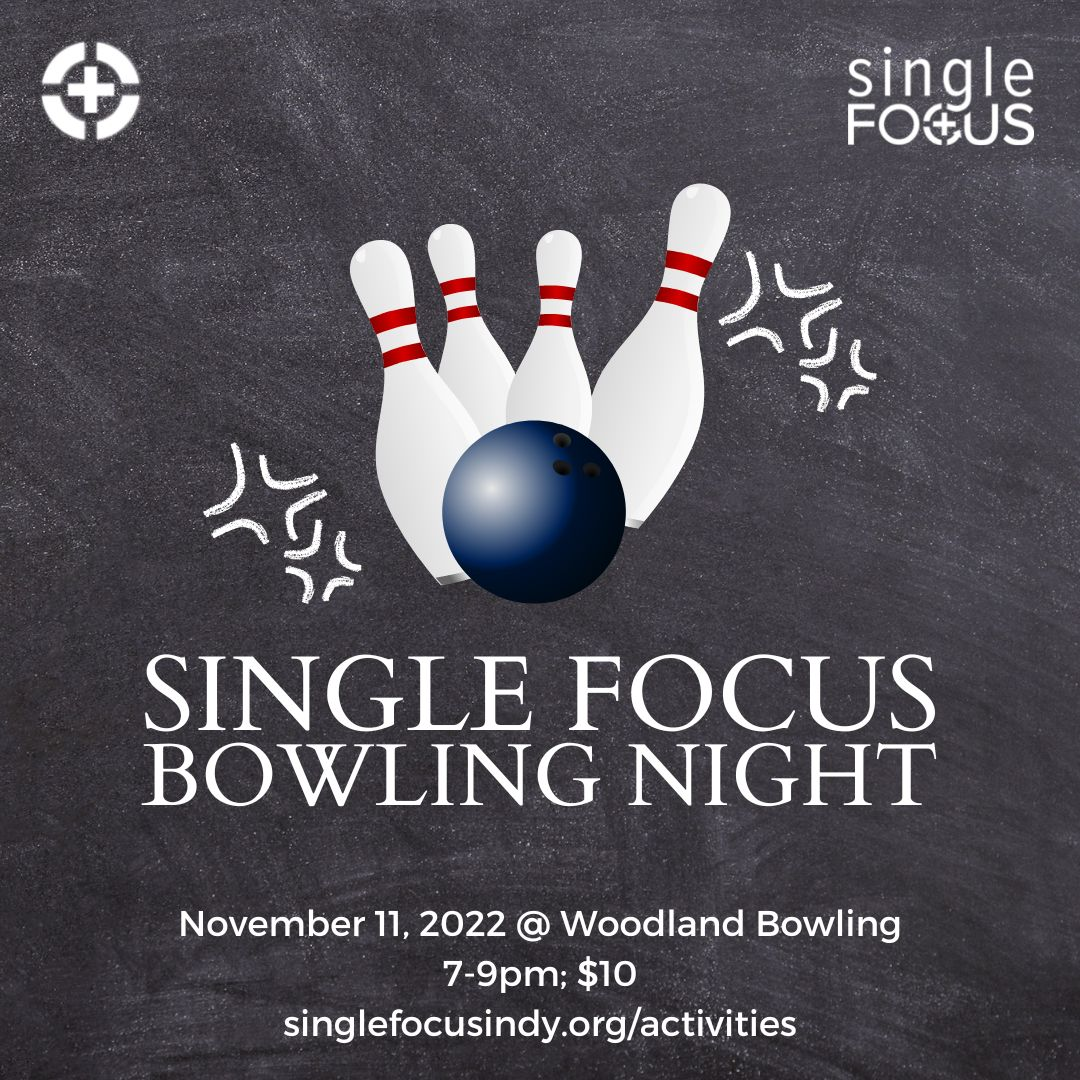 single
FOCUS
SINGLE FOCUS
BOWLING NIGHT
November 11, 2022 @ Woodland Bowling
7-9pm; $10
singlefocusindy.org/activities